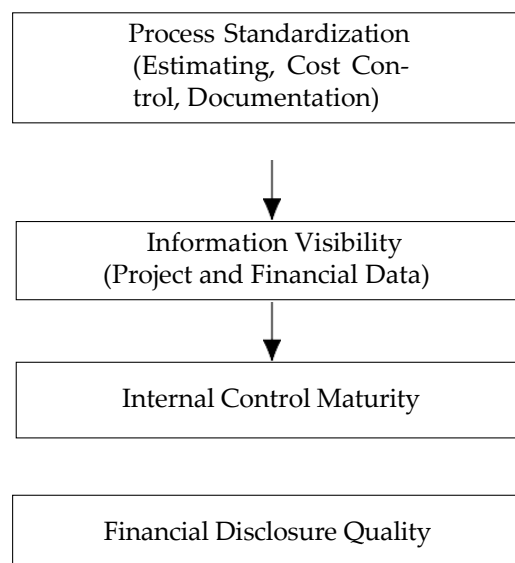 Process Standardization
(Estimating, Cost Con-
trol, Documentation)
Information Visibility
(Project and Financial Data)
Internal Control Maturity
Financial Disclosure Quality